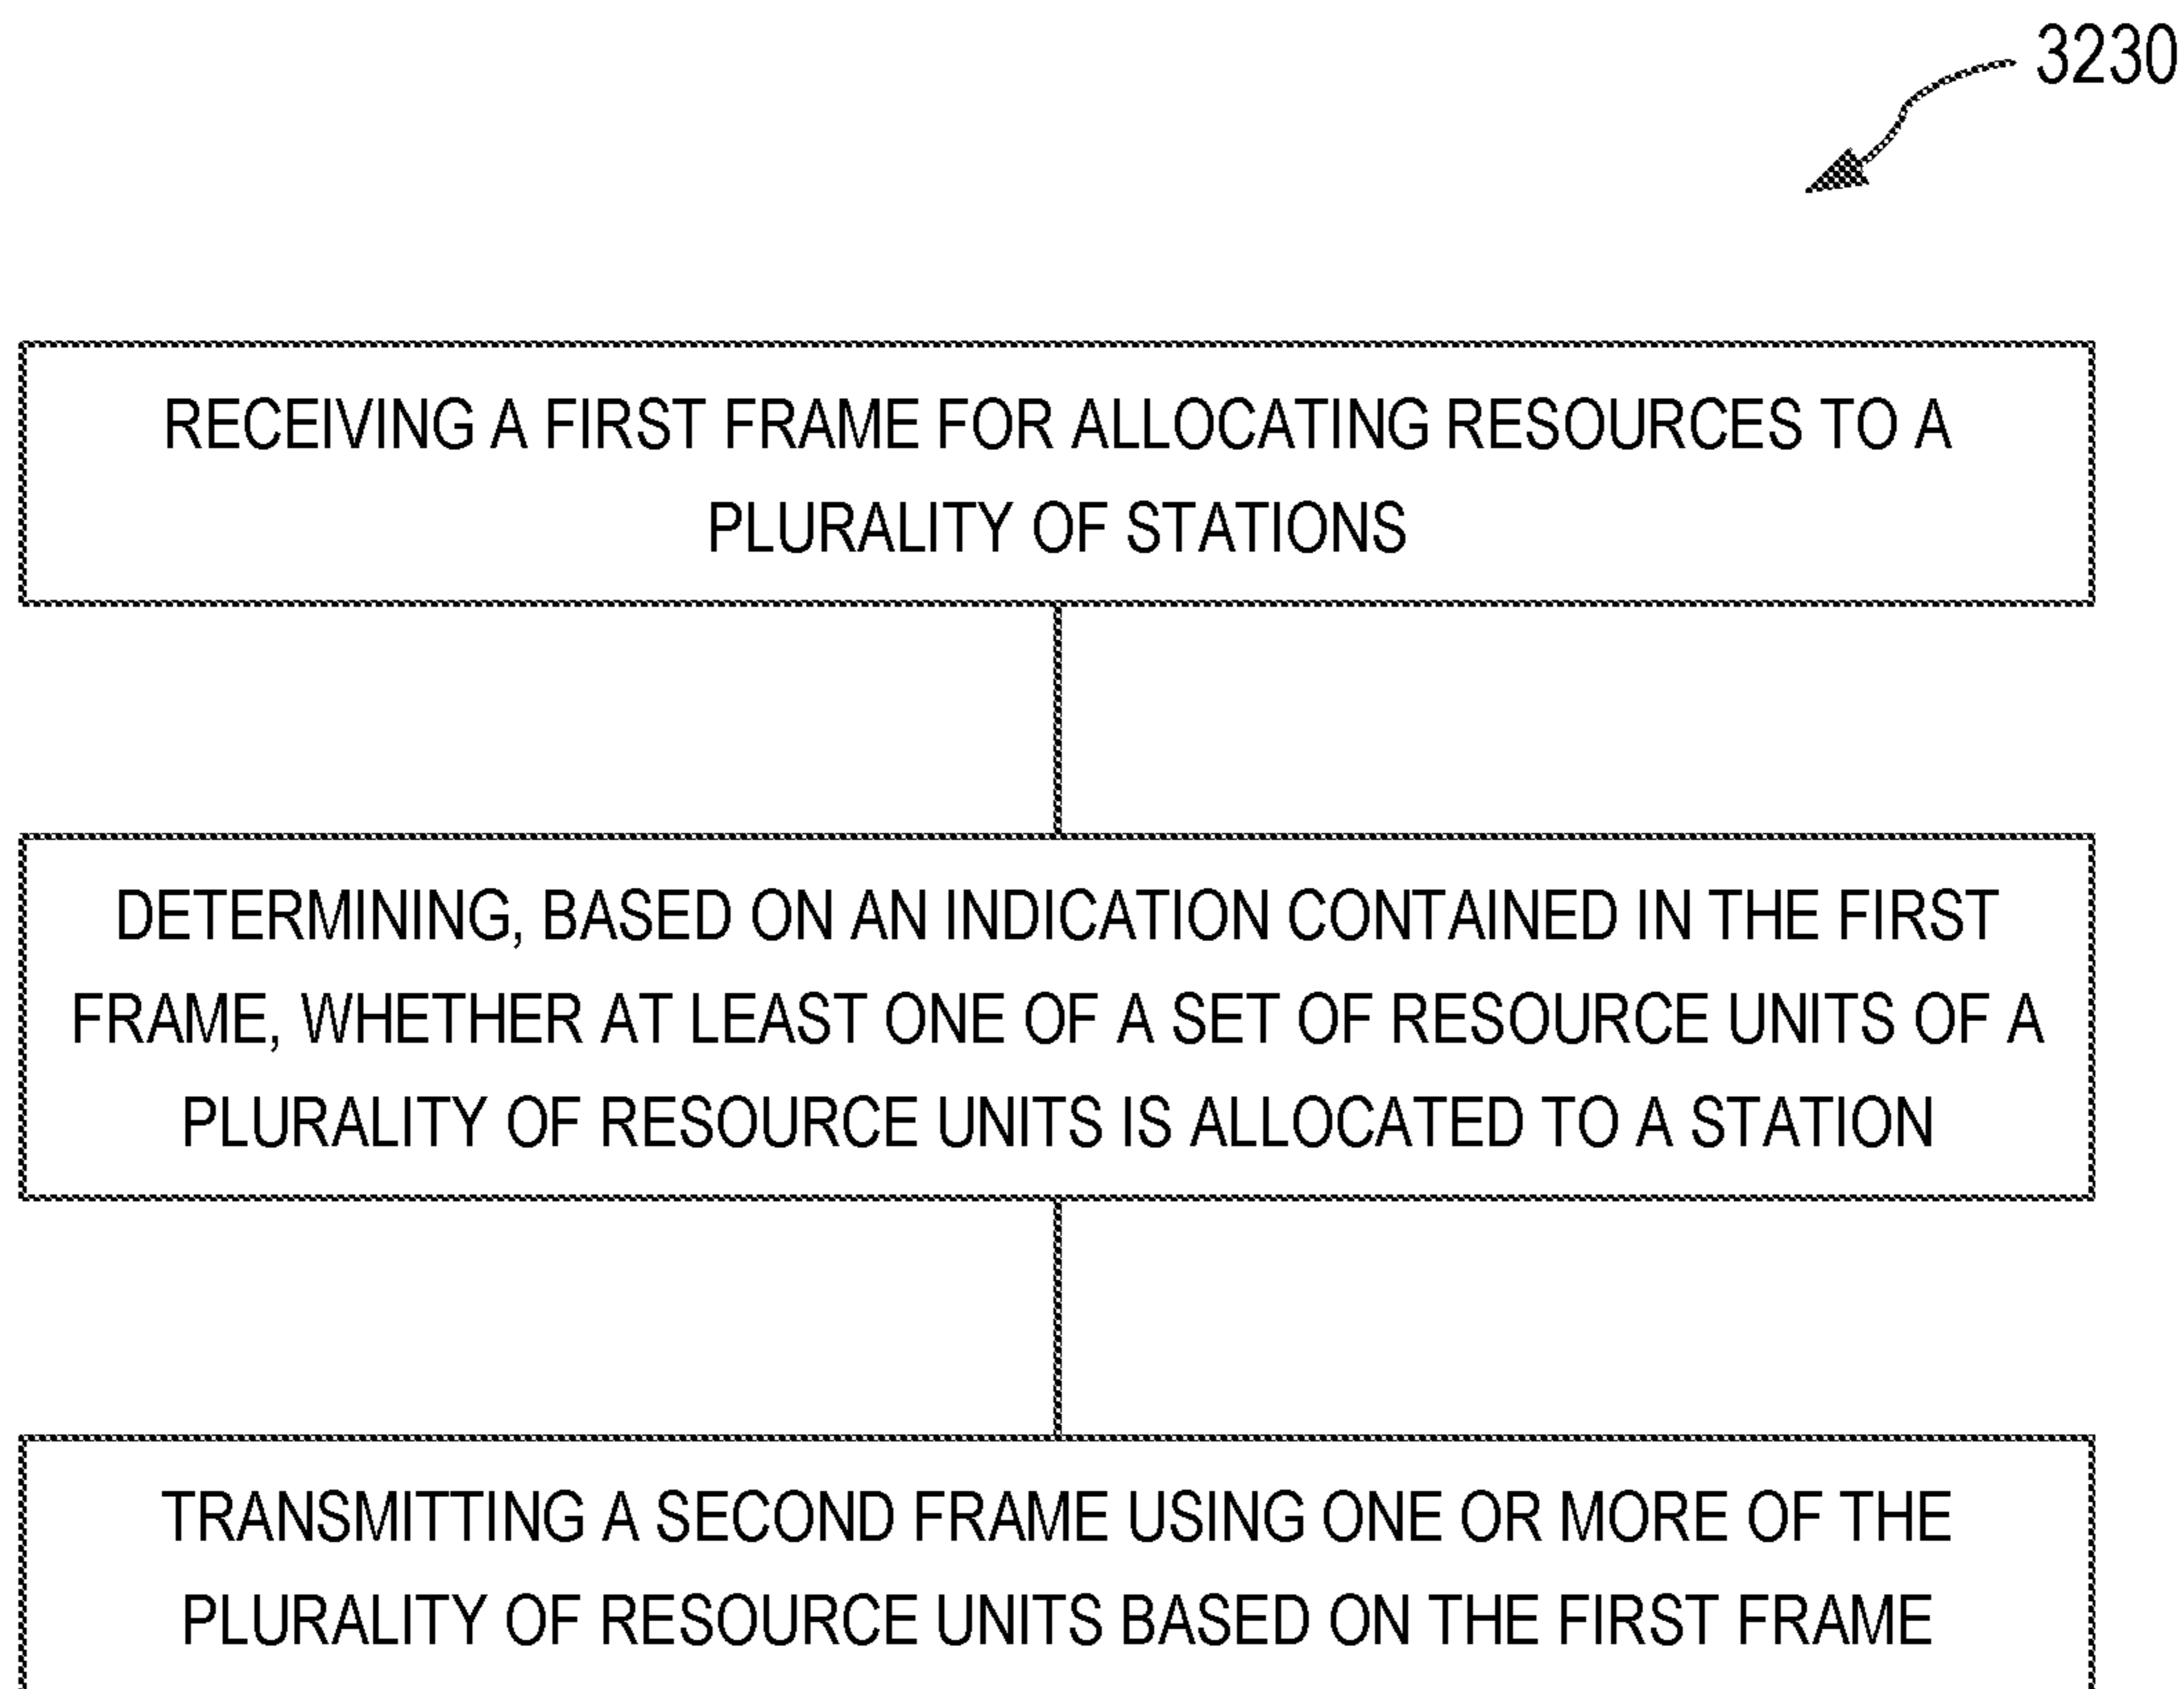 3230
RECEIVING A FIRST FRAME FOR ALLOCATING RESOURCES TO A
PLURALITY OF STATIONS
DETERMINING, BASED ON AN INDICATION CONTAINED IN THE FIRST
FRAME, WHETHER AT LEAST ONE OF A SET OF RESOURCE UNITS OF A
PLURALITY OF RESOURCE UNITS IS ALLOCATED TO A STATION
TRANSMITTING A SECOND FRAME USING ONE OR MORE OF THE
PLURALITY OF RESOURCE UNITS BASED ON THE FIRST FRAME